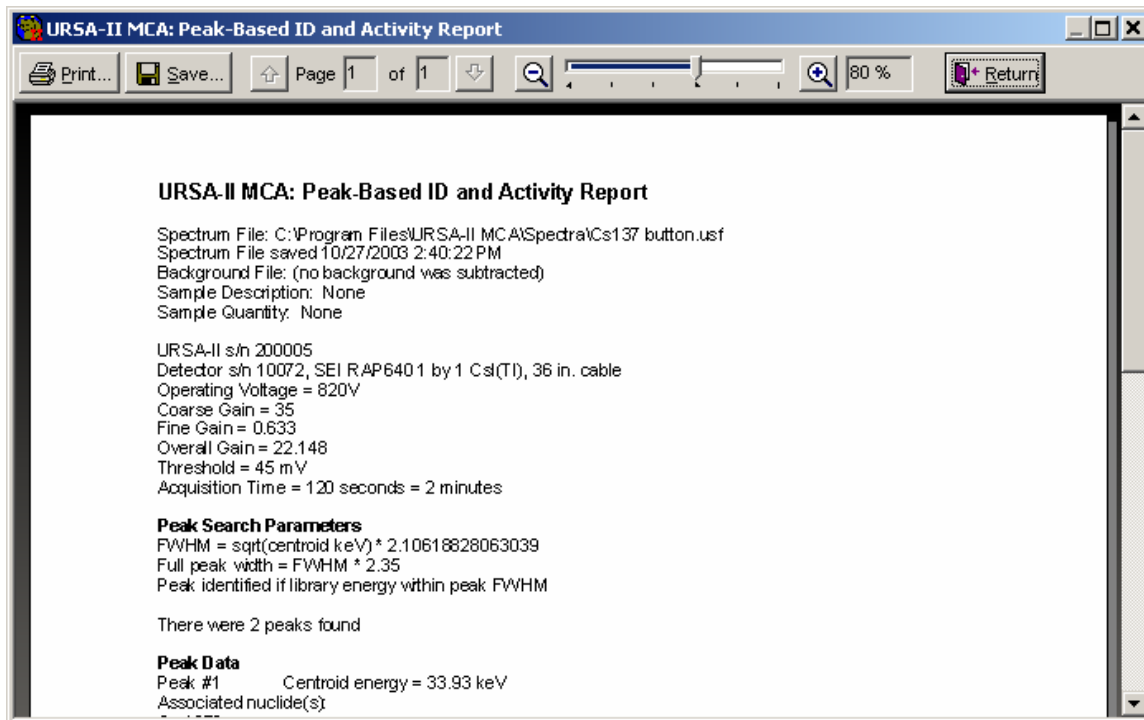 URSA-II MCA: Peak-Based ID and Activity Report
Print... Save... Page 1 of 1 80 % Return
URSA-II MCA: Peak-Based ID and Activity Report
Spectrum File: C:\Program Files\URSA-II MCA\Spectra\Cs137 button.usf
Spectrum File saved 10/27/2003 2:40:22 PM
Background File: (no background was subtracted)
Sample Description: None
Sample Quantity: None
URSA-II s/n 200005
Detector s/n 10072, SEI RAP6401 by 1 CsI(Tl), 36 in. cable
Operating Voltage = 820V
Coarse Gain = 35
Fine Gain = 0.633
Overall Gain = 22.148
Threshold = 45 mV
Acquisition Time = 120 seconds = 2 minutes
Peak Search Parameters
FWHM = sqrt(centroid keV) * 2.10618828063039
Full peak width = FWHM * 2.35
Peak identified if library energy within peak FWHM
There were 2 peaks found
Peak Data
Peak #1 Centroid energy = 33.93 keV
Associated nuclide(s):